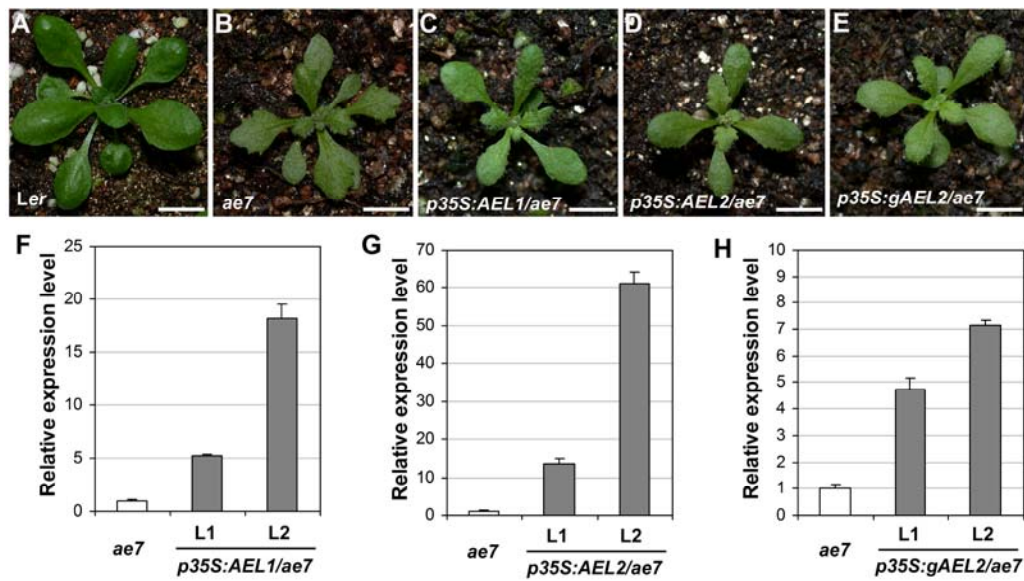 A B C D E
Ler ae7 p35S:AEL1/ae7 p35S:AEL2/ae7 p35S:gAEL2/ae7
F
Relative expression level
25
20
15
10
5
0
ae7
L1 L2
p35S:AEL1/ae7
G
Relative expression level
70
60
50
40
30
20
10
0
ae7
L1 L2
p35S:AEL2/ae7
H
Relative expression level
10
9
8
7
6
5
4
3
2
1
0
ae7
L1 L2
p35S:gAEL2/ae7